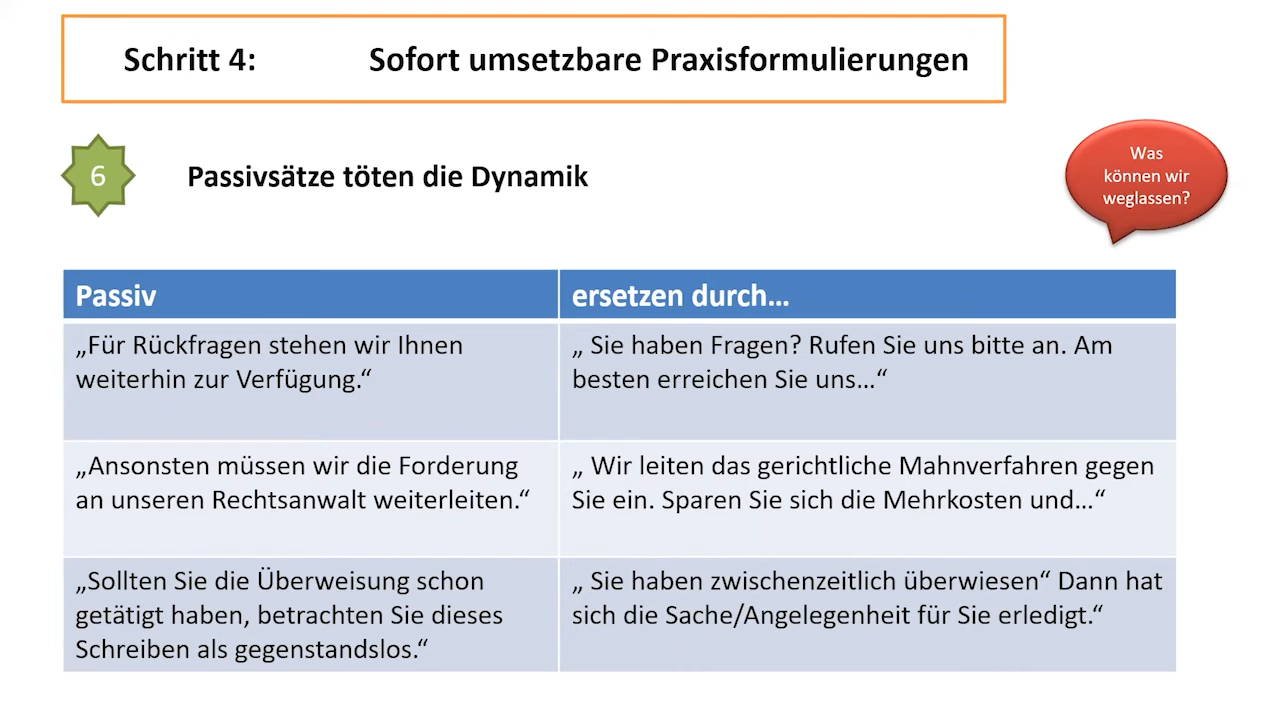 Schritt 4: Sofort umsetzbare Praxisformulierungen
6 Passivsätze töten die Dynamik
Was
können wir
weglassen?
Passiv
ersetzen durch…
„Für Rückfragen stehen wir Ihnen
weiterhin zur Verfügung.“
„ Sie haben Fragen? Rufen Sie uns bitte an. Am
besten erreichen Sie uns…“
„Ansonsten müssen wir die Forderung
an unseren Rechtsanwalt weiterleiten.“
„ Wir leiten das gerichtliche Mahnverfahren gegen
Sie ein. Sparen Sie sich die Mehrkosten und…“
„Sollten Sie die Überweisung schon
getätigt haben, betrachten Sie dieses
Schreiben als gegenstandslos.“
„ Sie haben zwischenzeitlich überwiesen“ Dann hat
sich die Sache/Angelegenheit für Sie erledigt.“